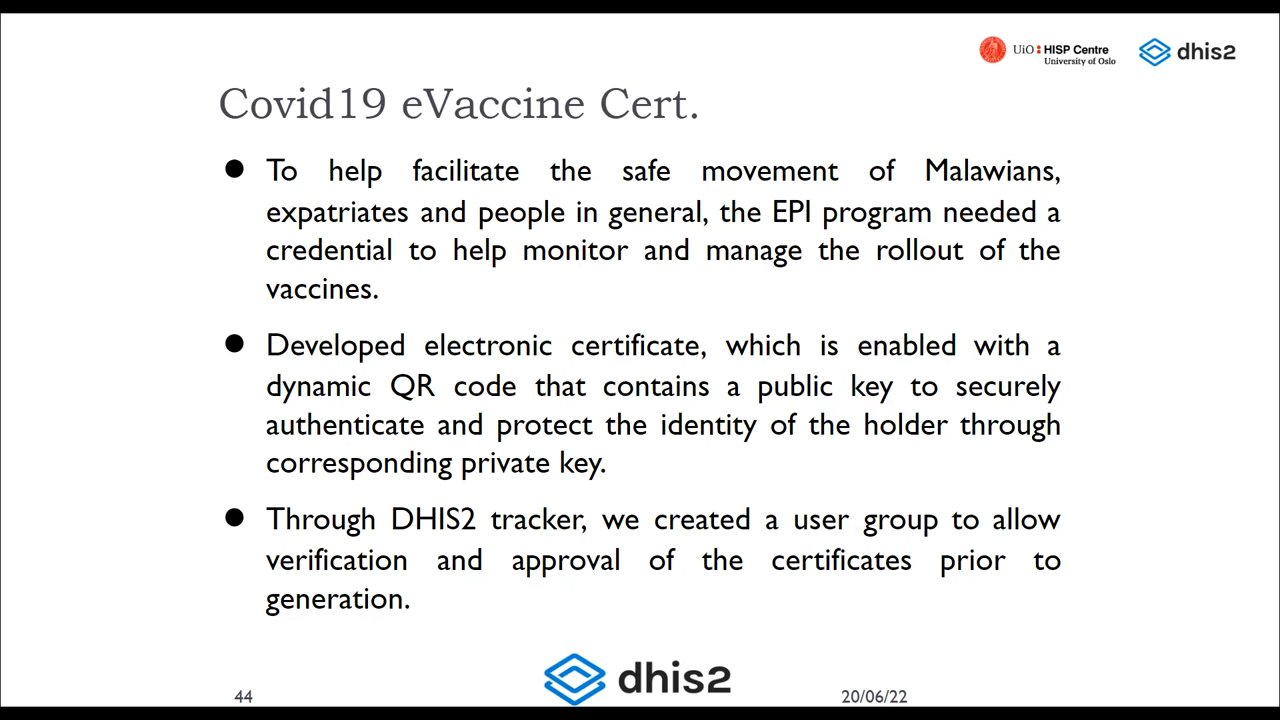 UiO HISP Centre
University of Oslo
dhis2
Covid19 eVaccine Cert.
● To help facilitate the safe movement of Malawians,
expatriates and people in general, the EPI program needed a
credential to help monitor and manage the rollout of the
vaccines.
● Developed electronic certificate, which is enabled with a
dynamic QR code that contains a public key to securely
authenticate and protect the identity of the holder through
corresponding private key.
● Through DHIS2 tracker, we created a user group to allow
verification and approval of the certificates prior to
generation.
44
dhis2
20/06/22